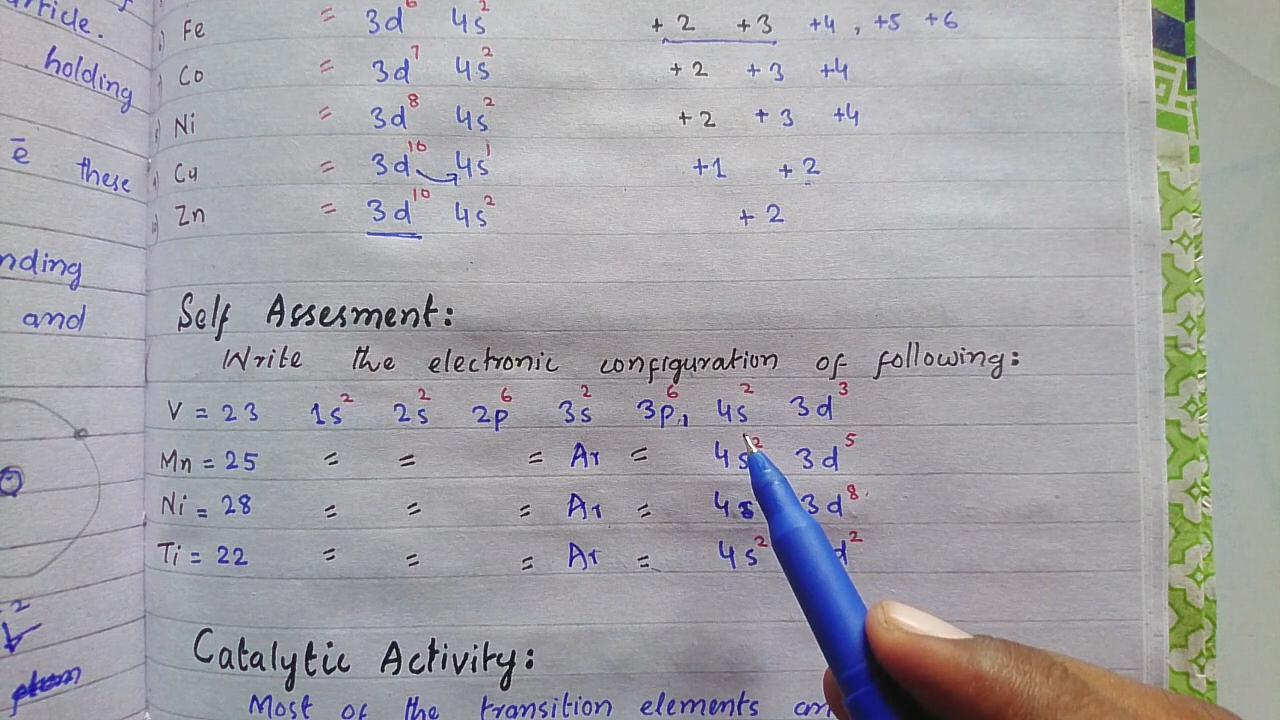 article.
holding
ē these
nding
and
Fe = 3d⁶ 4s² +2 +3 +4, +5 +6
Co = 3d⁷ 4s² +2 +3 +4
Ni = 3d⁸ 4s² +2 +3 +4
Cu = 3d¹⁰ 4s¹ +1 +2
Zn = 3d¹⁰ 4s² +2
Self Assesment:
Write the electronic configuration of following:
V = 23 1s² 2s² 2p⁶ 3s² 3p⁶, 4s² 3d³
Mn = 25 = = = Ar = 4s² 3d⁵
Ni = 28 = = = Ar = 4s 3d⁸
Ti = 22 = = = Ar = 4s² d²
Catalytic Activity:
Most of the transition elements